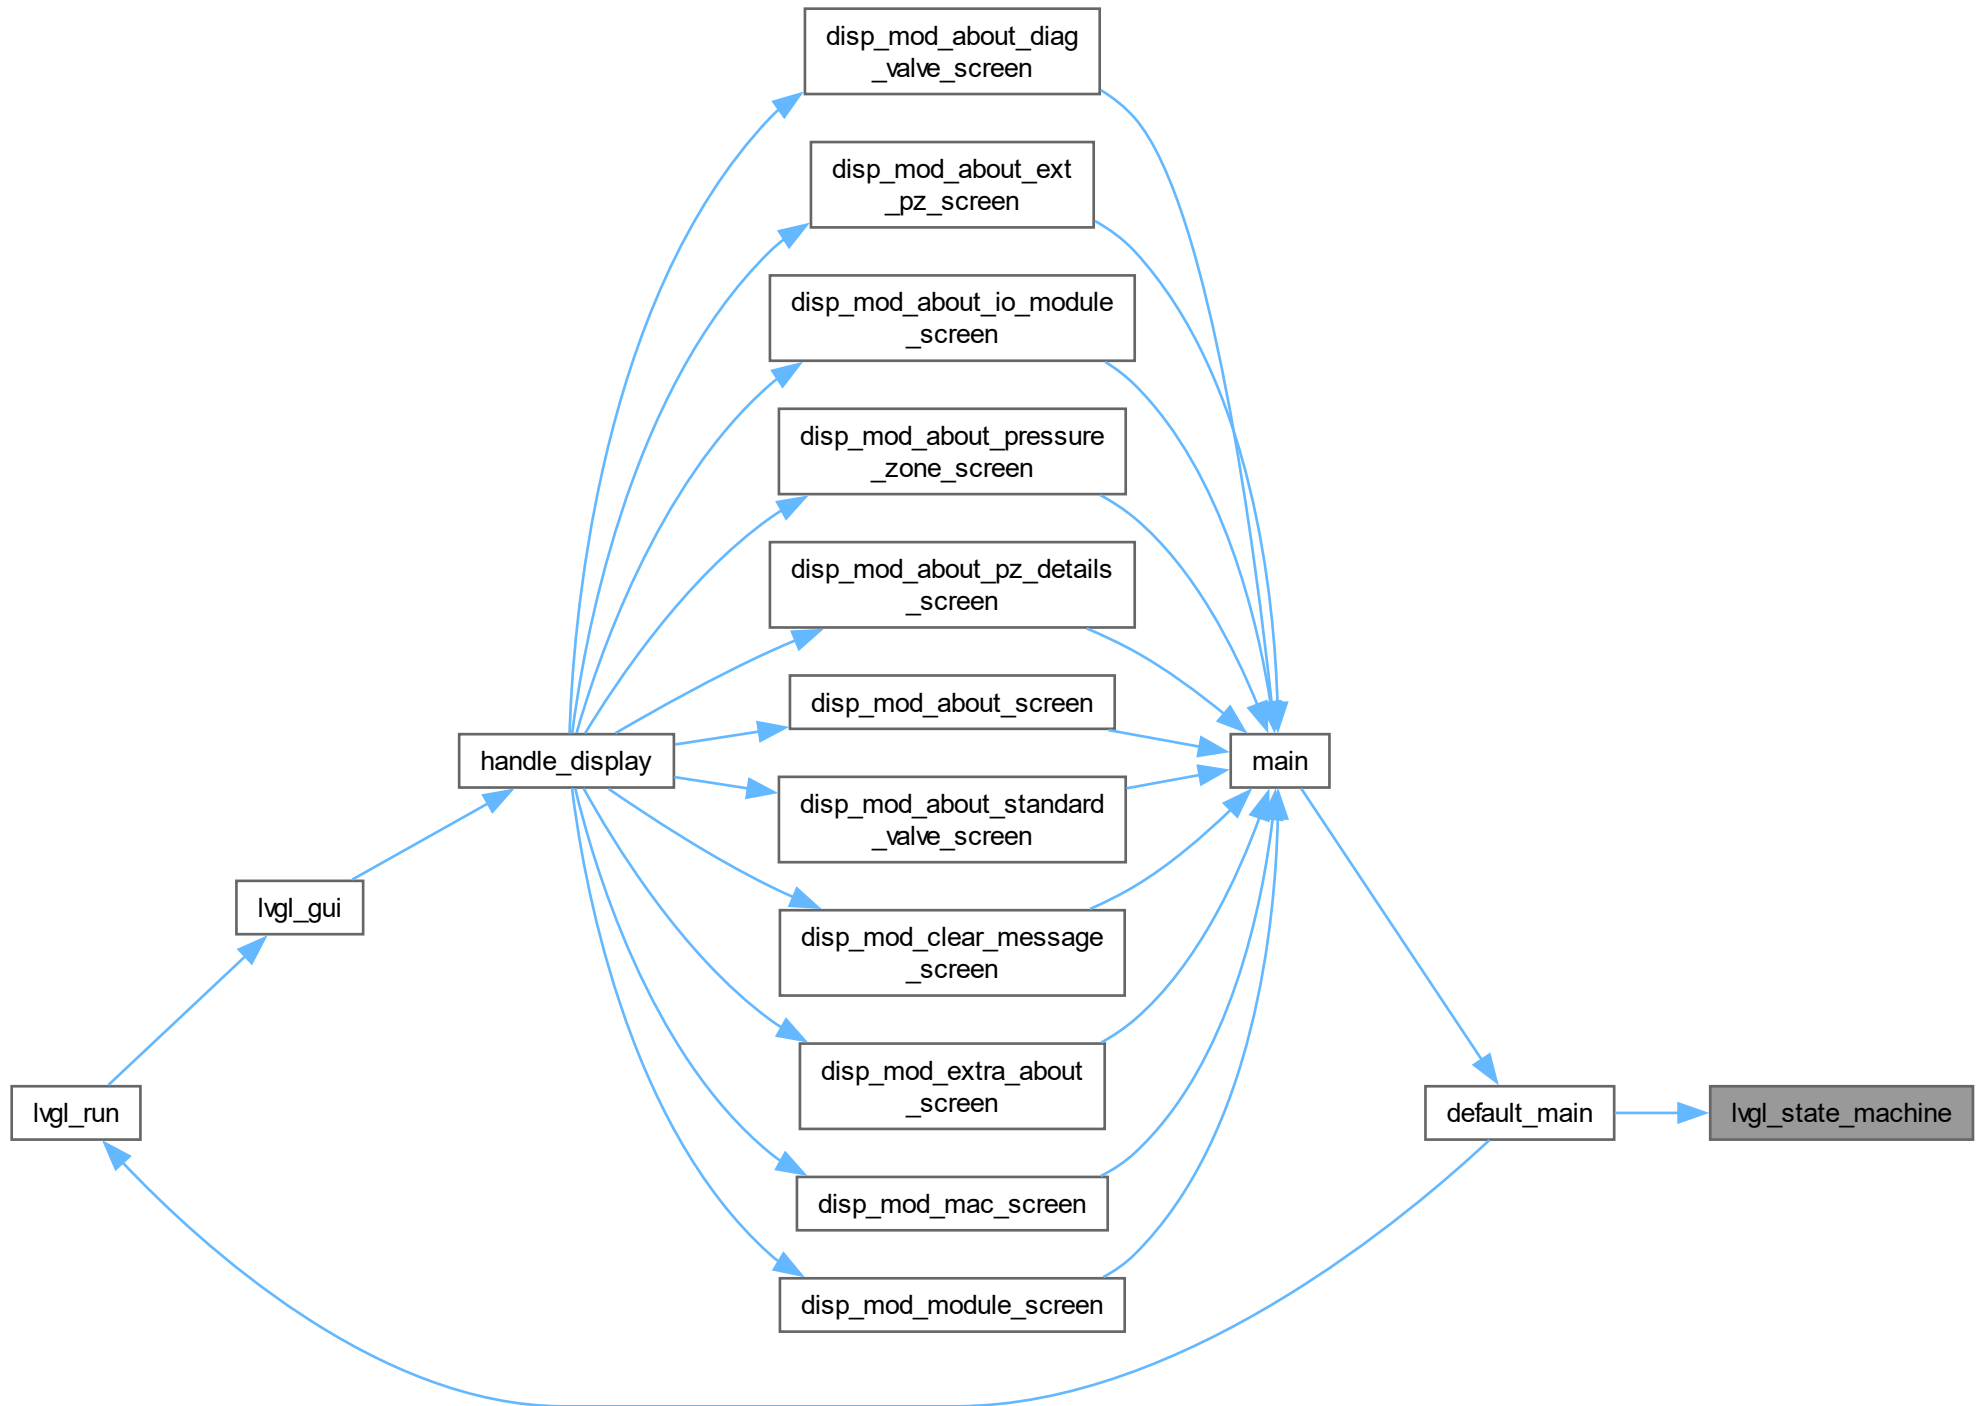 disp_mod_about_diag
_valve_screen
disp_mod_about_ext
_pz_screen
disp_mod_about_io_module
_screen
disp_mod_about_pressure
_zone_screen
disp_mod_about_pz_details
_screen
disp_mod_about_screen
handle_display
main
disp_mod_about_standard
_valve_screen
lvgl_gui
disp_mod_clear_message
_screen
disp_mod_extra_about
_screen
lvgl_run
default_main
lvgl_state_machine
disp_mod_mac_screen
disp_mod_module_screen